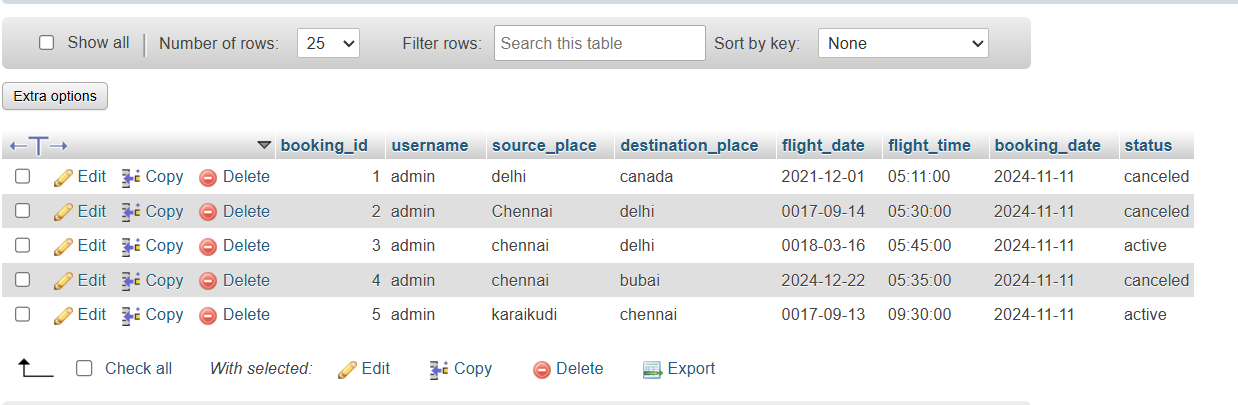 Show all Number of rows: 25 Filter rows: Search this table Sort by key: None
Extra options
booking_id username source_place destination_place flight_date flight_time booking_date status
Edit Copy Delete 1 admin delhi canada 2021-12-01 05:11:00 2024-11-11 canceled
Edit Copy Delete 2 admin Chennai delhi 0017-09-14 05:30:00 2024-11-11 canceled
Edit Copy Delete 3 admin chennai delhi 0018-03-16 05:45:00 2024-11-11 active
Edit Copy Delete 4 admin chennai bubai 2024-12-22 05:35:00 2024-11-11 canceled
Edit Copy Delete 5 admin karaikudi chennai 0017-09-13 09:30:00 2024-11-11 active
Check all With selected: Edit Copy Delete Export